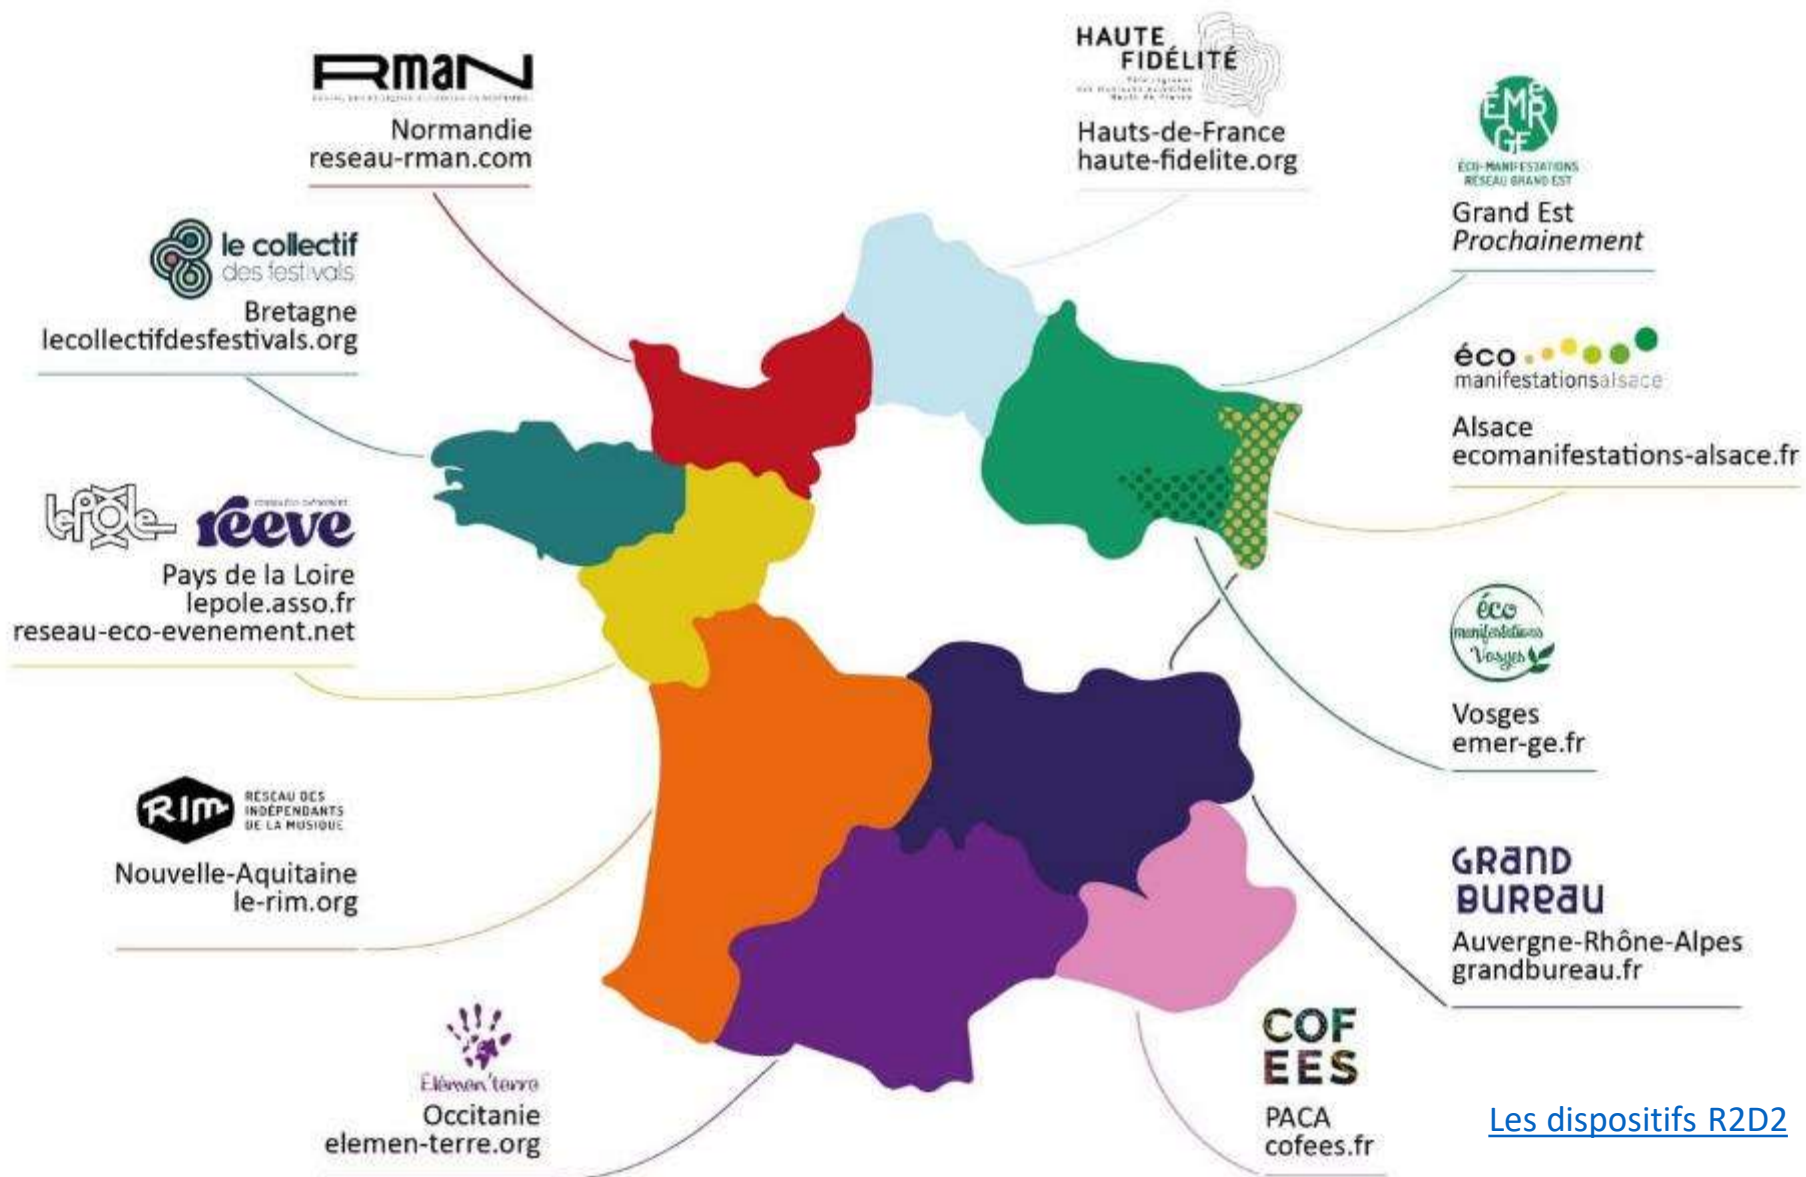 Rman
Normandie
reseau-rman.com
HAUTE
FIDÉLITÉ
Hauts-de-France
haute-fidelite.org
ÉMERGE
ÉCO-MANIFESTATIONS
RÉSEAU GRAND EST
Grand Est
Prochainement
le collectif
des festivals
Bretagne
lecollectifdesfestivals.org
éco
manifestationsalsace
Alsace
ecomanifestations-alsace.fr
lePôle
réeve
Pays de la Loire
lepole.asso.fr
reseau-eco-evenement.net
éco
manifestations
Vosges
Vosges
emer-ge.fr
RIM
RÉSEAU DES
INDÉPENDANTS
DE LA MUSIQUE
Nouvelle-Aquitaine
le-rim.org
GRAND
BUREAU
Auvergne-Rhône-Alpes
grandbureau.fr
Elémen'terre
Occitanie
elemen-terre.org
COF
EES
PACA
cofees.fr
Les dispositifs R2D2